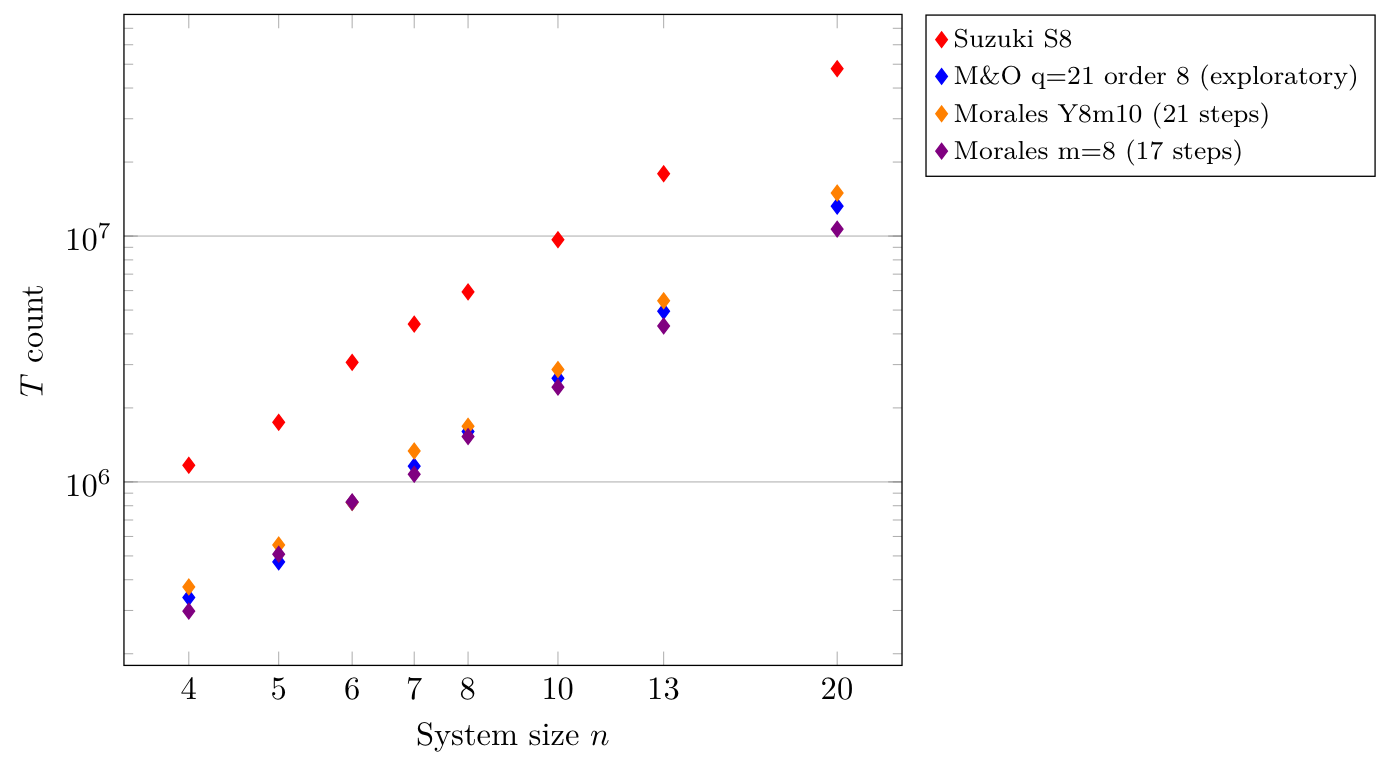 Suzuki S8
M&O q=21 order 8 (exploratory)
Morales Y8m10 (21 steps)
Morales m=8 (17 steps)
10^7
10^6
T count
4 5 6 7 8 10 13 20
System size n